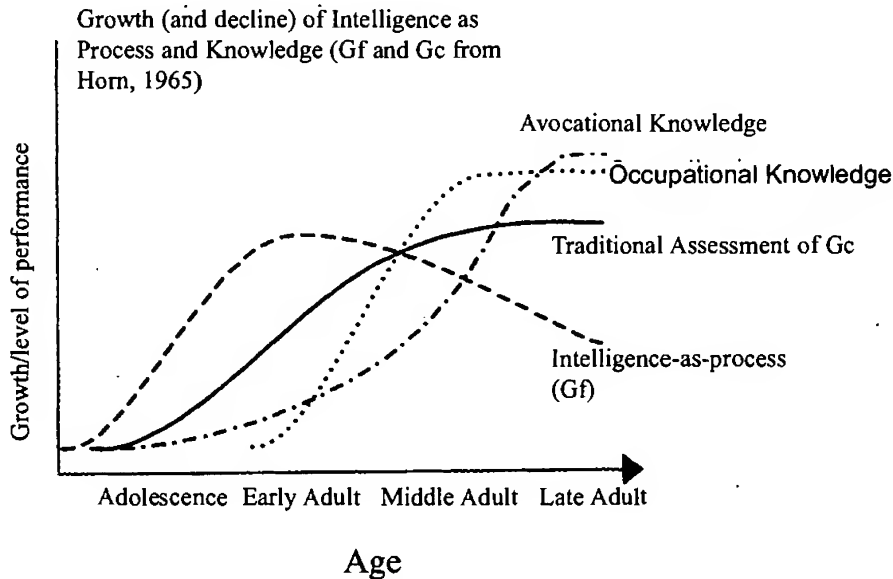 Growth (and decline) of Intelligence as
Process and Knowledge (Gf and Gc from
Horn, 1965)
Avocational Knowledge
Occupational Knowledge
Traditional Assessment of Gc
Intelligence-as-process
(Gf)
Growth/level of performance
Adolescence Early Adult Middle Adult Late Adult
Age